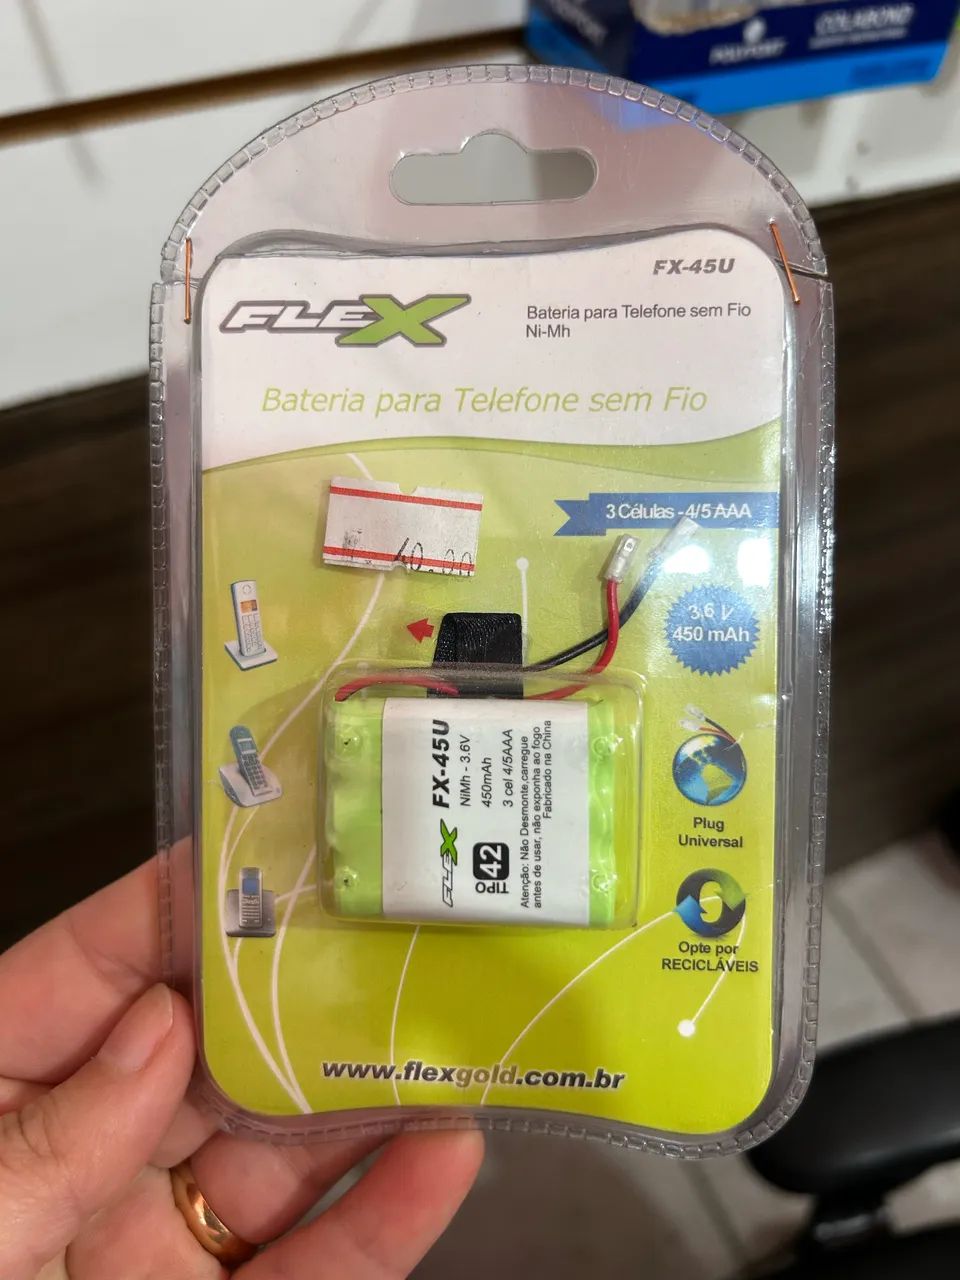 COLABOND
FX-45U
FLEX
Bateria para Telefone sem Fio
Ni-Mh
Bateria para Telefone sem Fio
3 Células - 4/5 AAA
40.00
3,6 V
450 mAh
FLEX FX-45U
NiMh - 3.6V
450mAh
3 cel 4/5AAA
TIPO 42
Atenção: Não Desmonte,carregue
antes de usar, não exponha ao fogo
Fabricado na China
Plug
Universal
Opte por
RECICLÁVEIS
www.flexgold.com.br